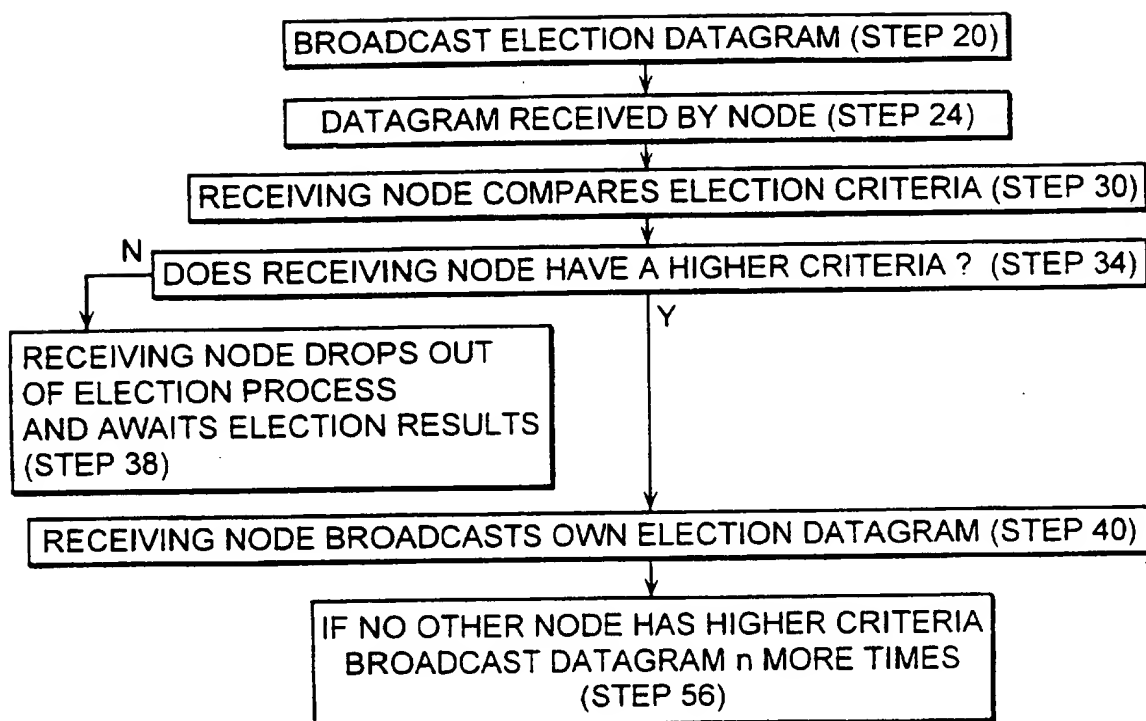 BROADCAST ELECTION DATAGRAM (STEP 20)
DATAGRAM RECEIVED BY NODE (STEP 24)
RECEIVING NODE COMPARES ELECTION CRITERIA (STEP 30)
N
DOES RECEIVING NODE HAVE A HIGHER CRITERIA ? (STEP 34)
Y
RECEIVING NODE DROPS OUT
OF ELECTION PROCESS
AND AWAITS ELECTION RESULTS
(STEP 38)
RECEIVING NODE BROADCASTS OWN ELECTION DATAGRAM (STEP 40)
IF NO OTHER NODE HAS HIGHER CRITERIA
BROADCAST DATAGRAM n MORE TIMES
(STEP 56)